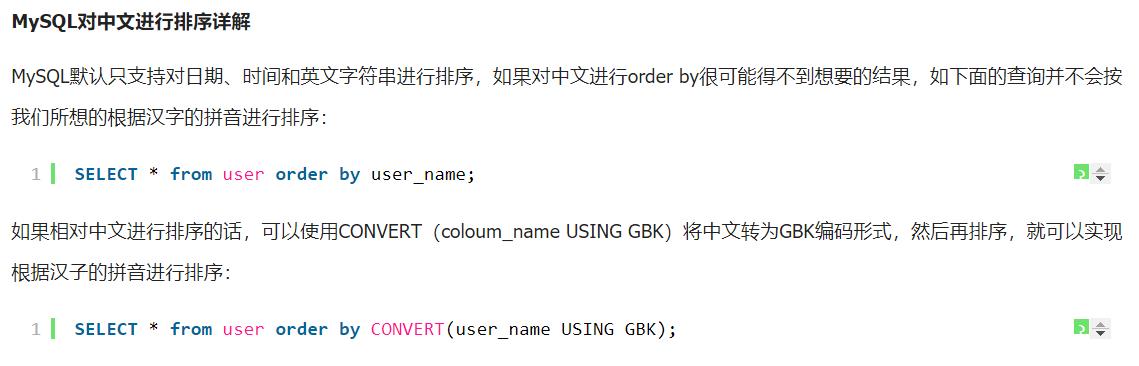 MySQL对中文进行排序详解
MySQL默认只支持对日期、时间和英文字符串进行排序，如果对中文进行order by很可能得不到想要的结果，如下面的查询并不会按
我们所想的根据汉字的拼音进行排序：
1 SELECT * from user order by user_name;
如果相对中文进行排序的话，可以使用CONVERT（coloum_name USING GBK）将中文转为GBK编码形式，然后再排序，就可以实现
根据汉子的拼音进行排序：
1 SELECT * from user order by CONVERT(user_name USING GBK);